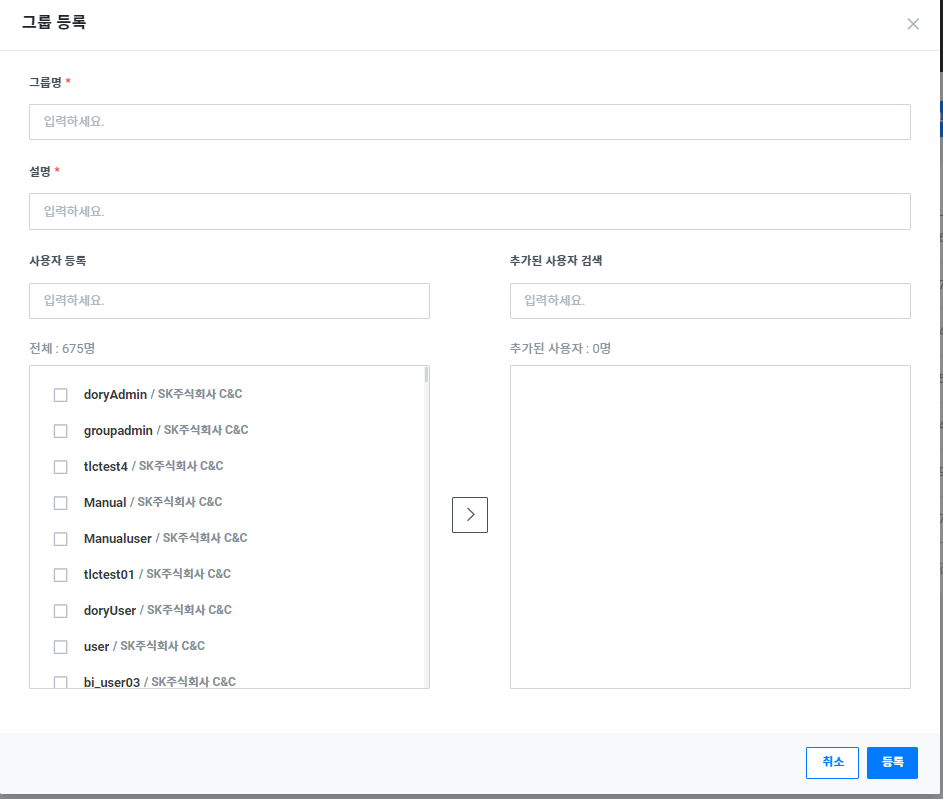 그룹 등록
그룹명 *
입력하세요.
설명 *
입력하세요.
사용자 등록
입력하세요.
전체 : 675명
doryAdmin / SK주식회사 C&C
groupadmin / SK주식회사 C&C
tlctest4 / SK주식회사 C&C
Manual / SK주식회사 C&C
Manualuser / SK주식회사 C&C
tlctest01 / SK주식회사 C&C
doryUser / SK주식회사 C&C
user / SK주식회사 C&C
bi_user03 / SK주식회사 C&C
추가된 사용자 검색
입력하세요.
추가된 사용자 : 0명
취소
등록